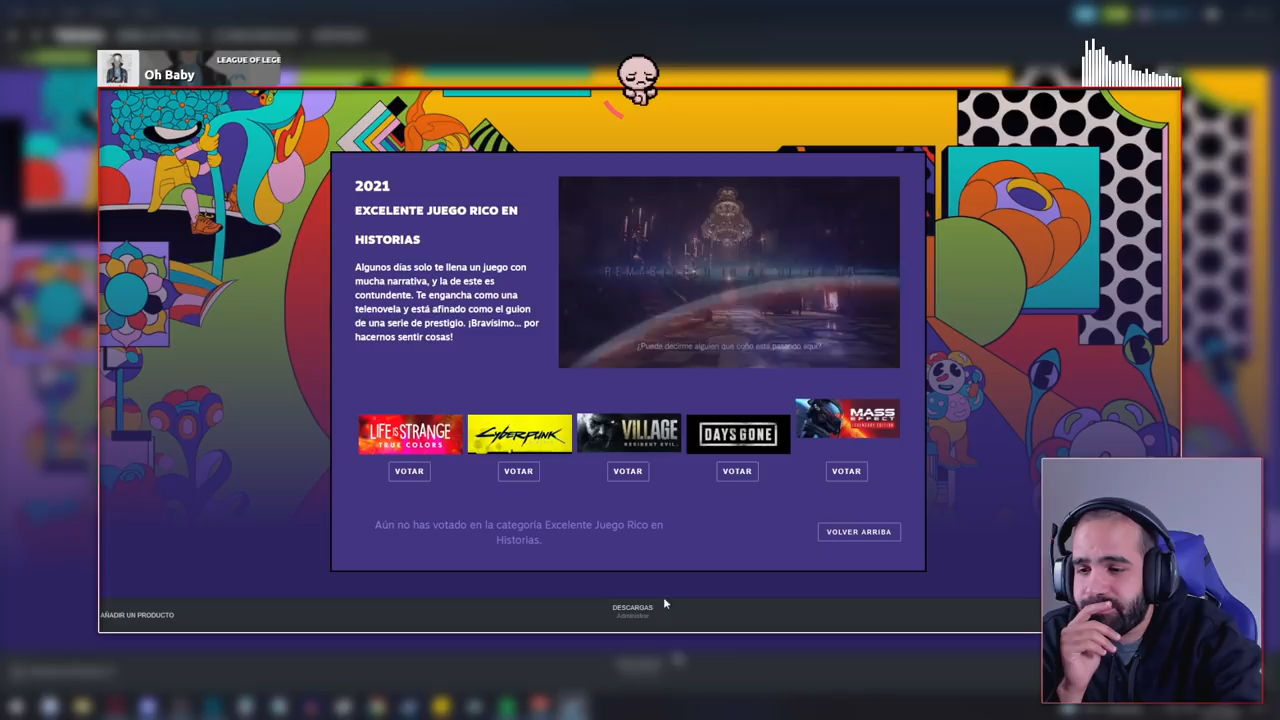 LEAGUE OF LEGE
Oh Baby
2021
EXCELENTE JUEGO RICO EN
HISTORIAS
Algunos días solo te llena un juego con
mucha narrativa, y la de este es
contundente. Te engancha como una
telenovela y está afinado como el guion
de una serie de prestigio. ¡Bravísimo... por
hacernos sentir cosas!
¿Puede decirme alguien que coño está pasando aquí?
LIFE IS STRANGE
TRUE COLORS
Cyberpunk
VILLAGE
RESIDENT EVIL
DAYS GONE
MASS
EFFECT
LEGENDARY EDITION
VOTAR
VOTAR
VOTAR
VOTAR
VOTAR
Aún no has votado en la categoría Excelente Juego Rico en
Historias.
VOLVER ARRIBA
AÑADIR UN PRODUCTO
DESCARGAS
Administrar